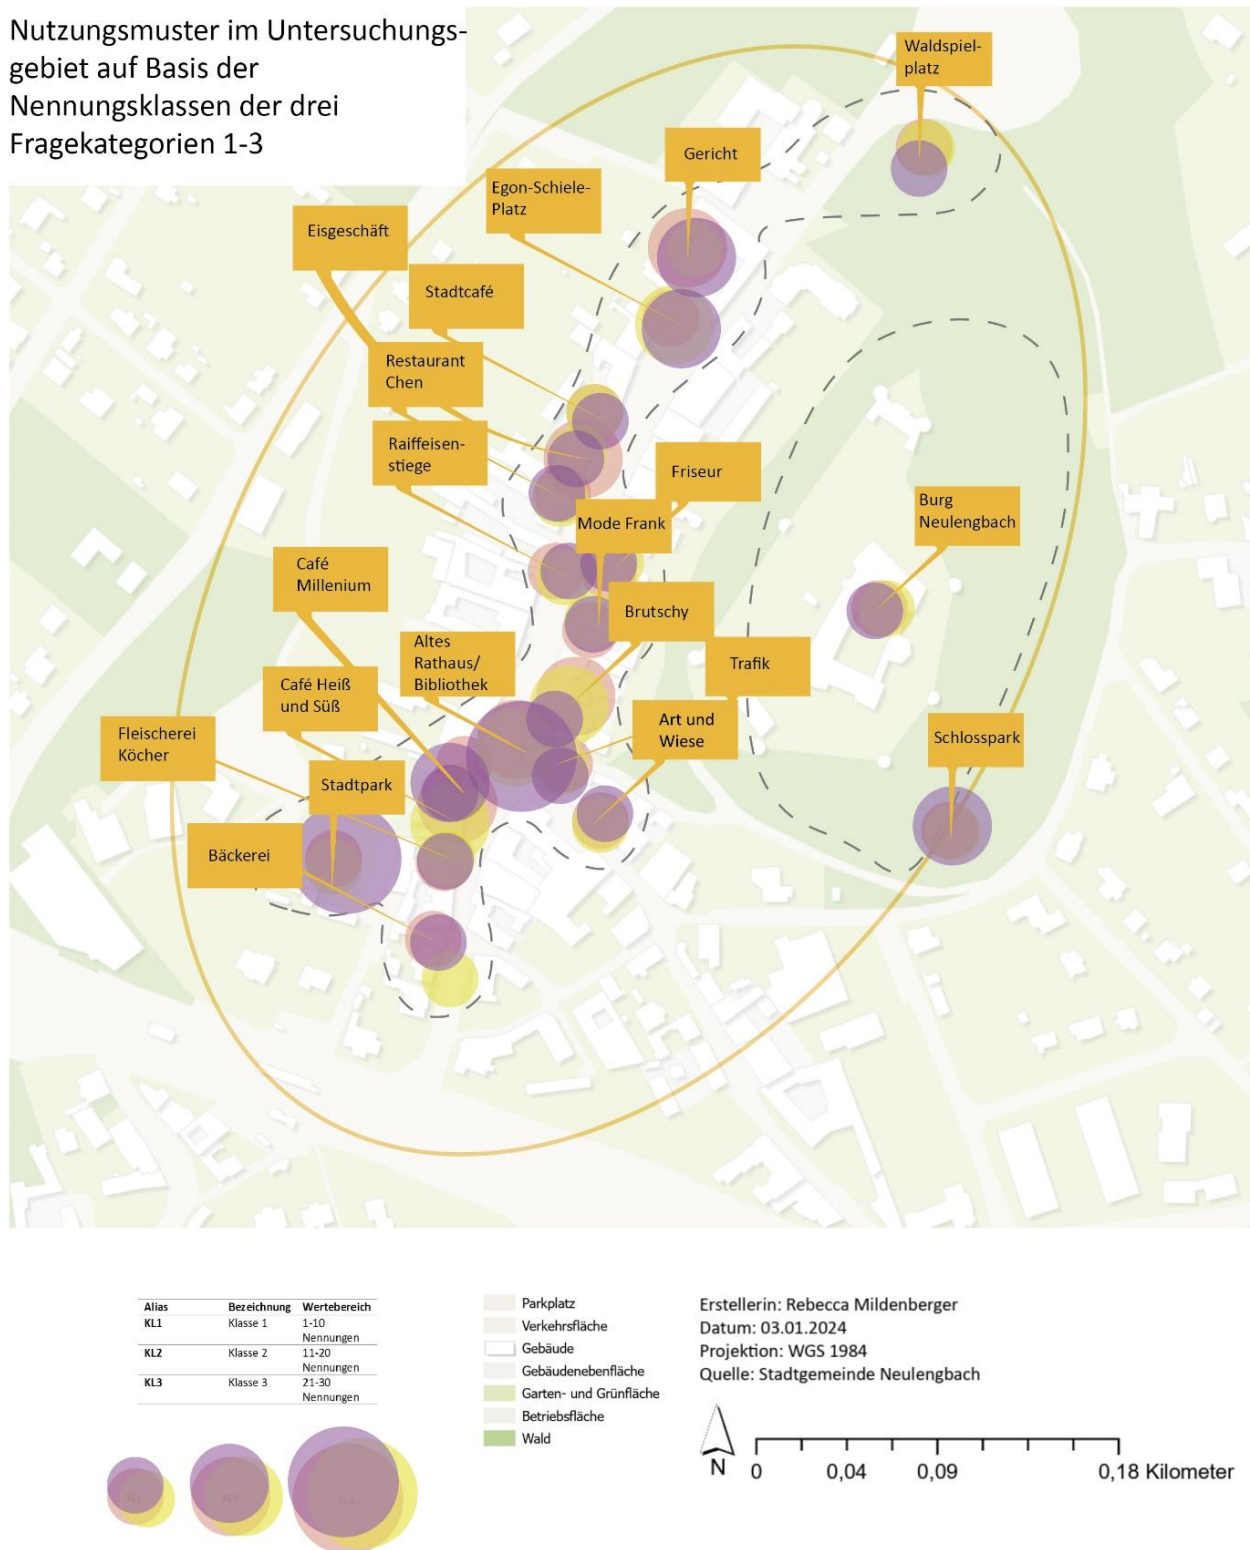 Nutzungsmuster im Untersuchungs-
gebiet auf Basis der
Nennungsklassen der drei
Fragekategorien 1-3
Waldspiel-
platz
Gericht
Egon-Schiele-
Platz
Eisgeschäft
Stadtcafé
Restaurant
Chen
Raiffeisen-
stiege
Friseur
Mode Frank
Burg
Neulengbach
Café
Millenium
Brutschy
Altes
Rathaus/
Bibliothek
Trafik
Café Heiß
und Süß
Art und
Wiese
Fleischerei
Köcher
Schlosspark
Stadtpark
Bäckerei
Alias Bezeichnung Wertebereich
KL1 Klasse 1 1-10
Nennungen
KL2 Klasse 2 11-20
Nennungen
KL3 Klasse 3 21-30
Nennungen
KL1 KL2 KL3
Parkplatz
Verkehrsfläche
Gebäude
Gebäudenebenfläche
Garten- und Grünfläche
Betriebsfläche
Wald
Erstellerin: Rebecca Mildenberger
Datum: 03.01.2024
Projektion: WGS 1984
Quelle: Stadtgemeinde Neulengbach
N 0 0,04 0,09 0,18 Kilometer